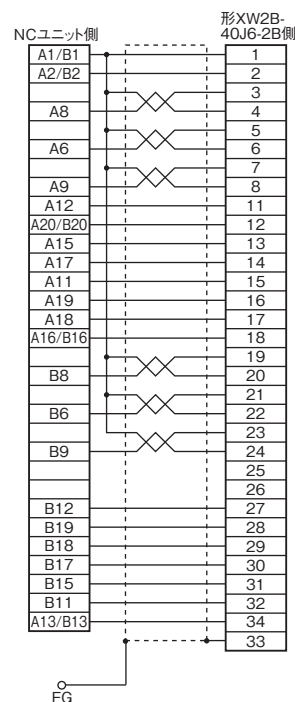 形XW2B-
NCユニット側 40J6-2B側
A1/B1 1
A2/B2 2
3
A8 4
5
A6 6
7
A9 8
A12 11
A20/B20 12
A15 13
A17 14
A11 15
A19 16
A18 17
A16/B16 18
19
B8 20
21
B6 22
23
B9 24
25
26
B12 27
B19 28
B18 29
B17 30
B15 31
B11 32
A13/B13 34
33
FG